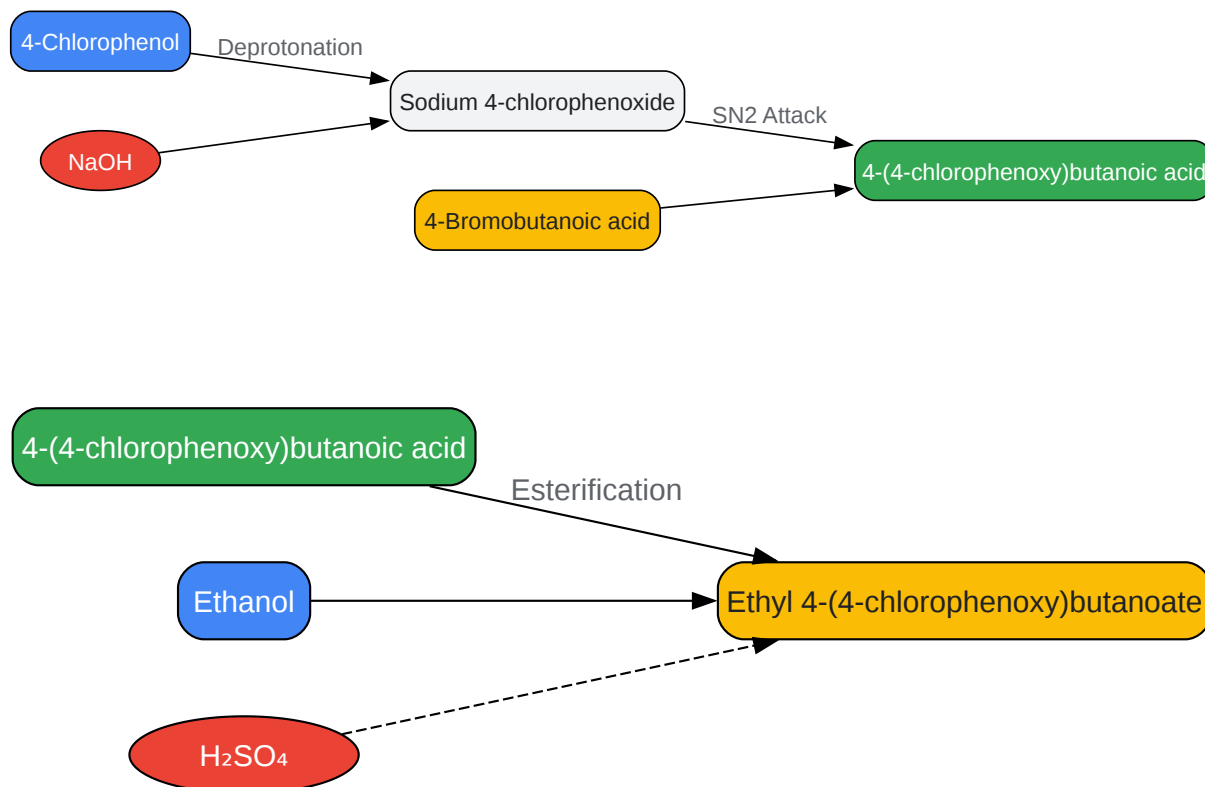 4-Chlorophenol
Deprotonation
Sodium 4-chlorophenoxide
SN2 Attack
NaOH
4-(4-chlorophenoxy)butanoic acid
4-Bromobutanoic acid
4-(4-chlorophenoxy)butanoic acid
Esterification
Ethanol
Ethyl 4-(4-chlorophenoxy)butanoate
H₂SO₄